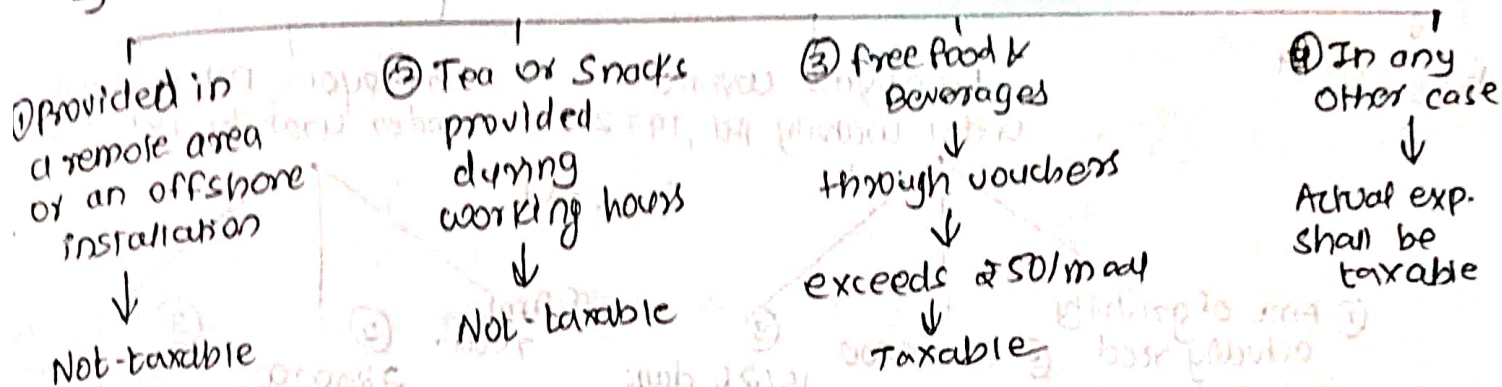 ① Provided in
a remote area
or an offshore
installation
↓
Not-taxable
② Tea or Snacks
provided
during
working hours
↓
Not-taxable
③ free food &
Beverages
↓
through vouchers
↓
exceeds ₹50/meal
↓
Taxable
④ In any
other case
↓
Actual exp.
shall be
taxable